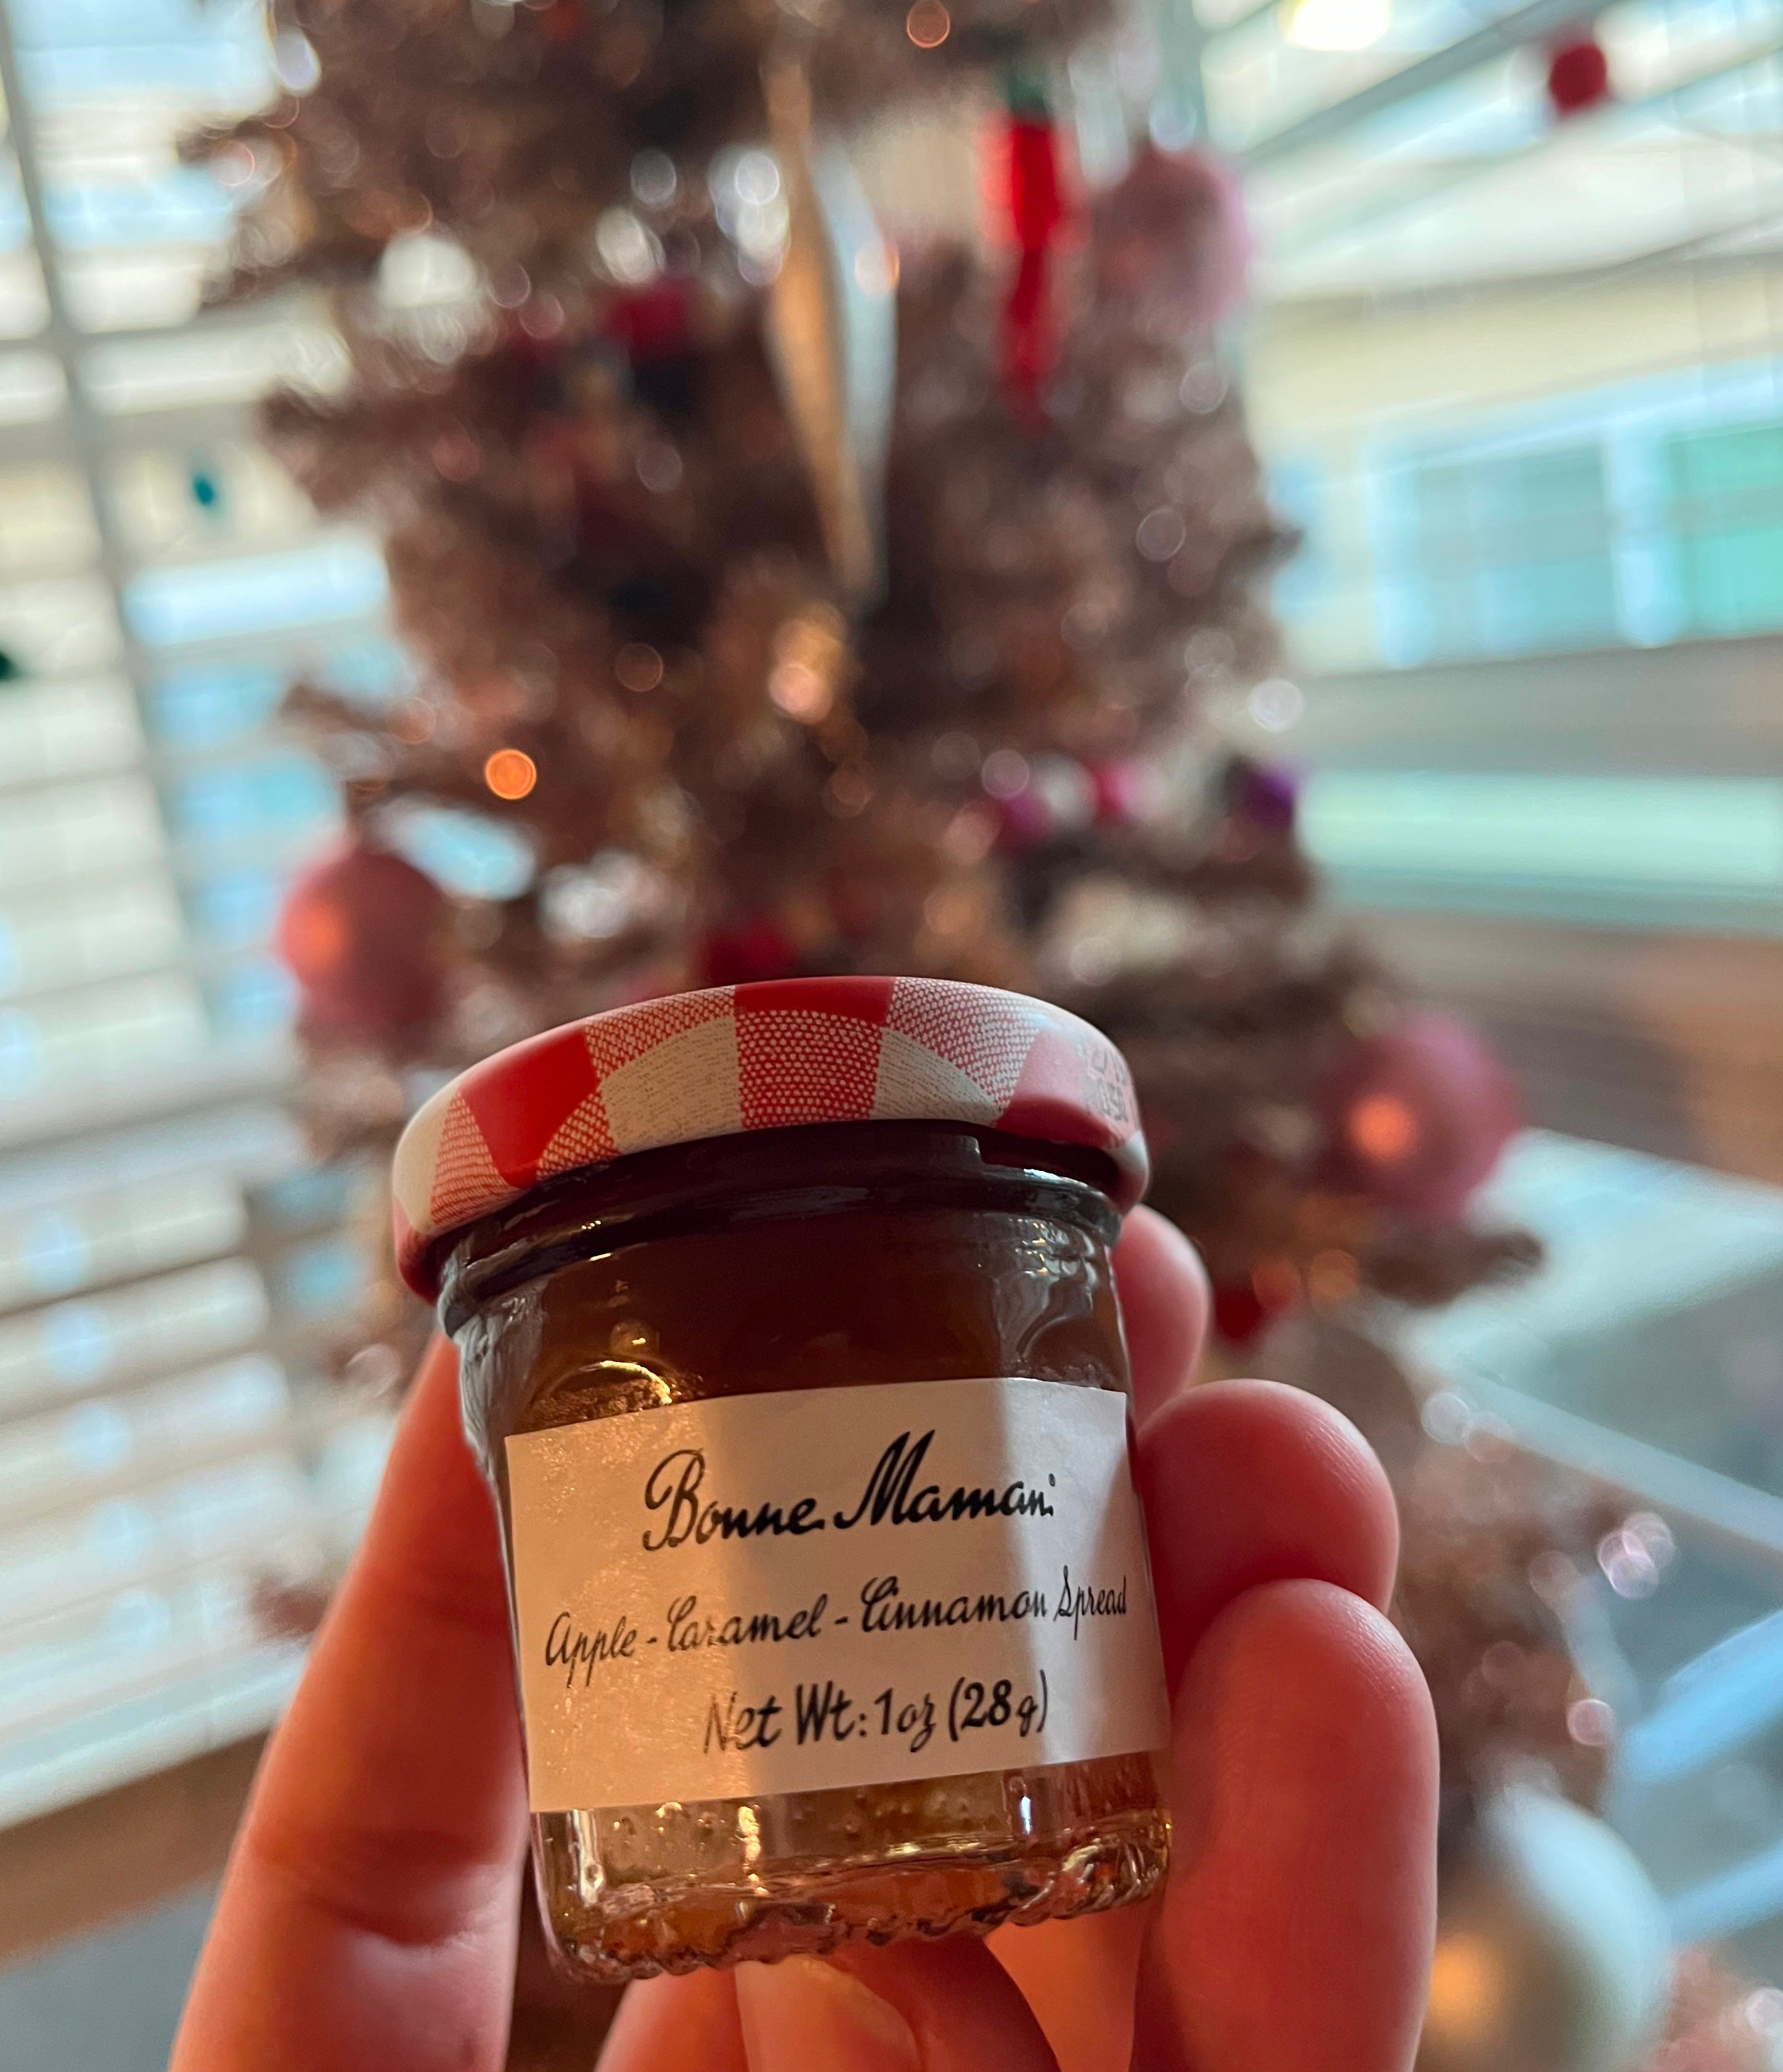 Bonne Maman
Apple-Caramel-Cinnamon Spread
Net Wt: 1oz (28g)